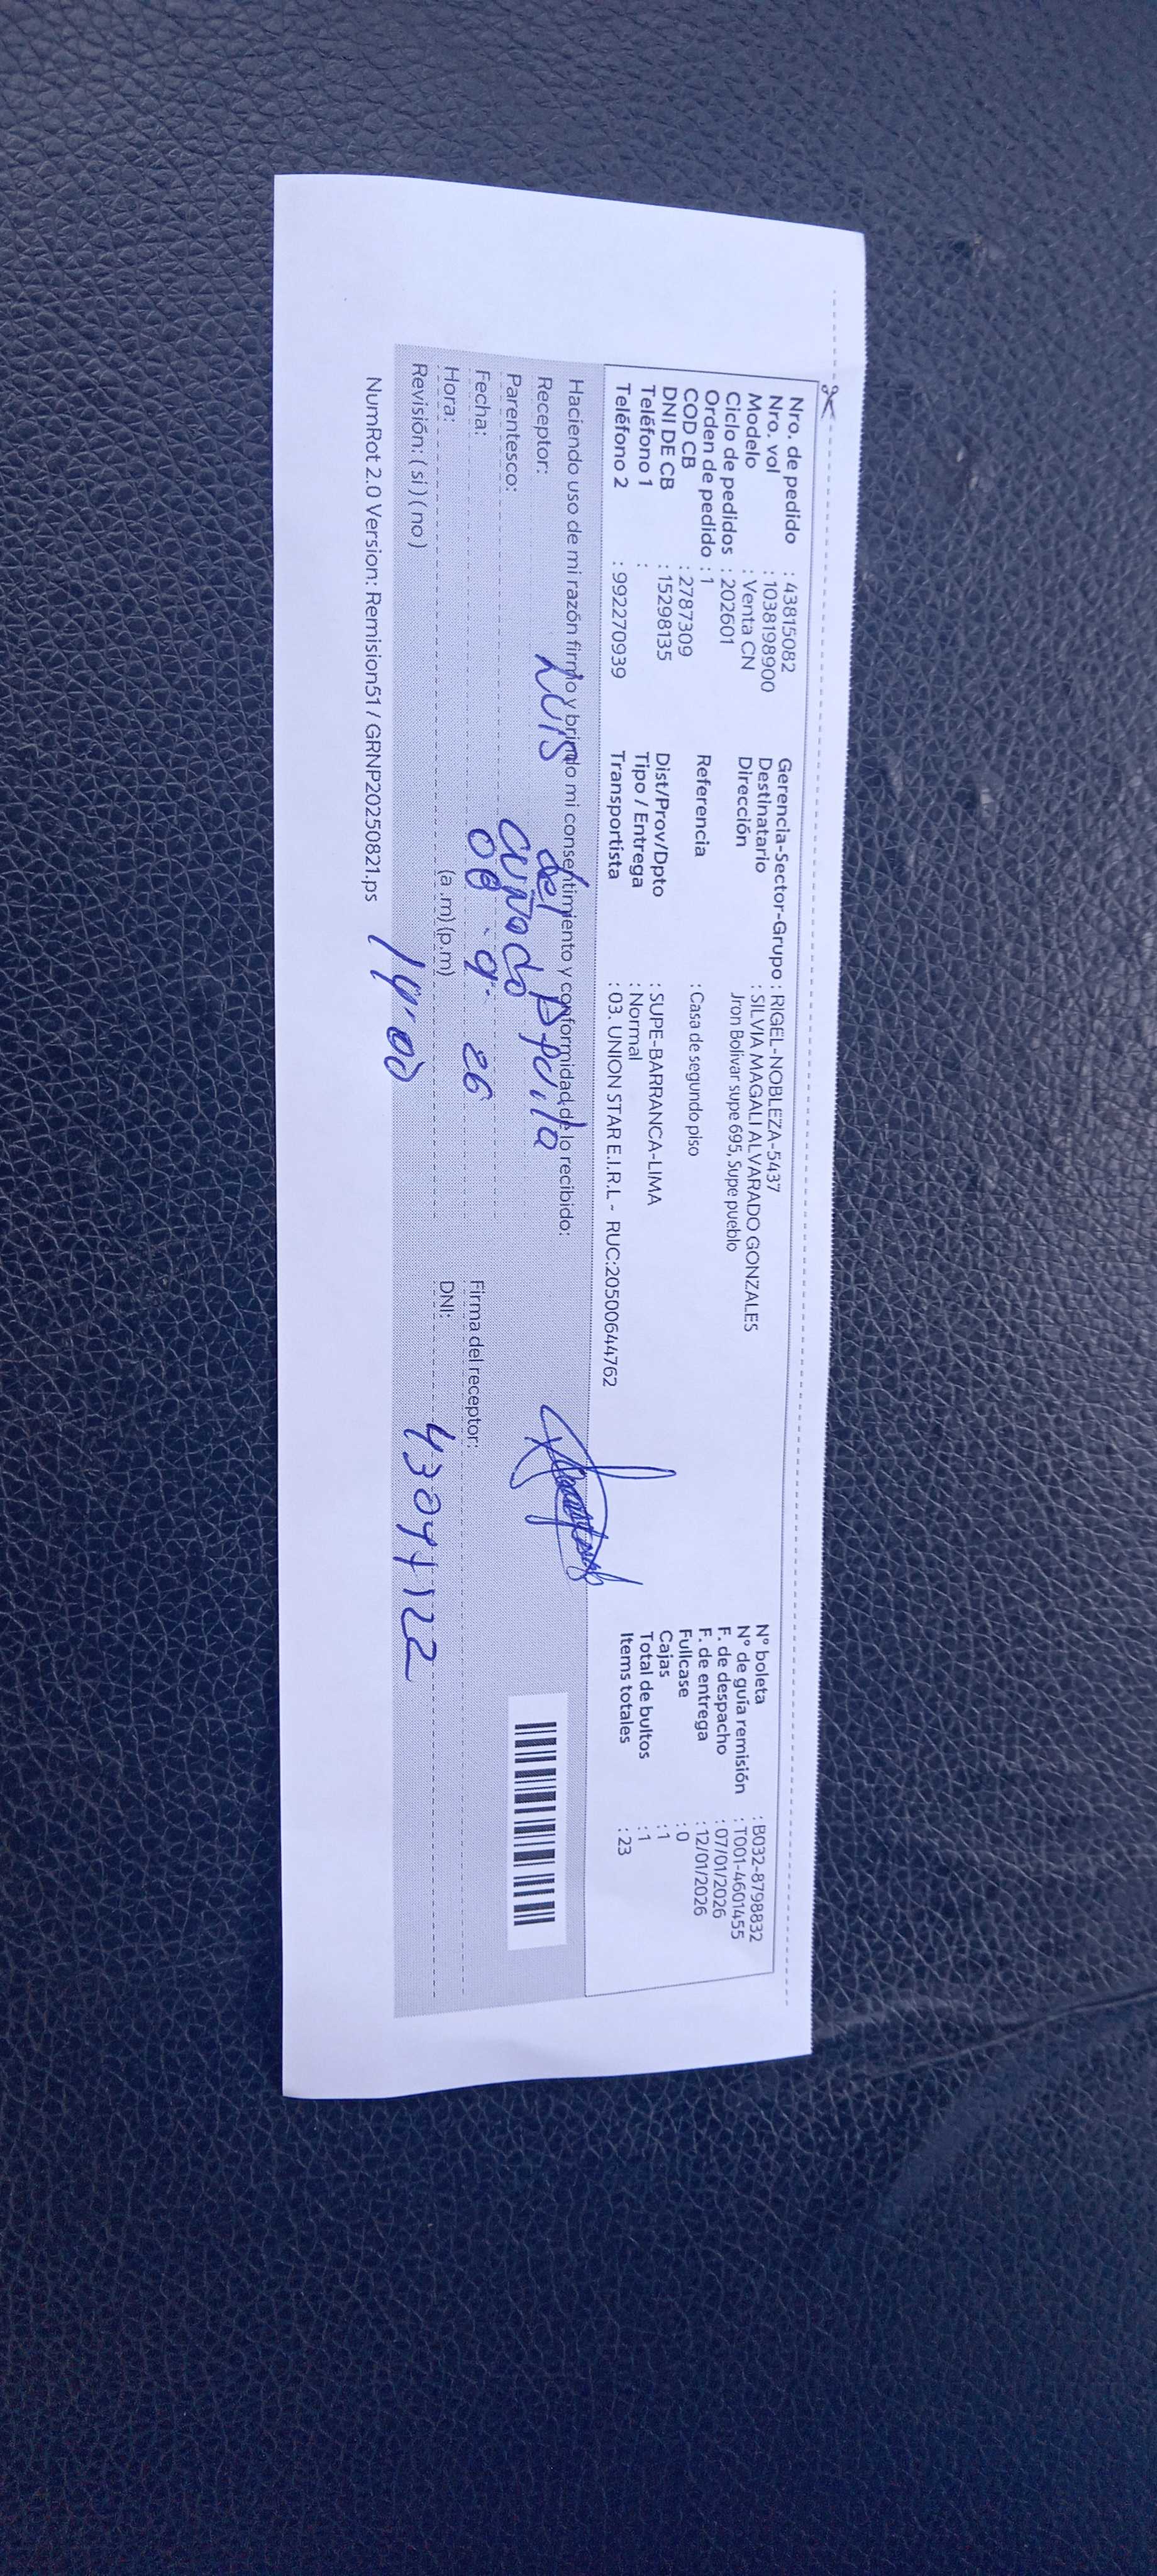 Nro. de pedido : 43815082
Nro. vol : 1038198900
Modelo : Venta CN
Ciclo de pedidos : 202601
Orden de pedido : 1
COD CB : 2787309
DNI DE CB : 15298135
Teléfono 1 :
Teléfono 2 : 992270939
Gerencia-Sector-Grupo : RIGEL-NOBLEZA-5437
Destinatario : SILVIA MAGALI ALVARADO GONZALES
Dirección Jron Bolivar supe 695, Supe pueblo
Referencia : Casa de segundo piso
Dist/Prov/Dpto : SUPE-BARRANCA-LIMA
Tipo / Entrega : Normal
Transportista : 03. UNION STAR E.I.R.L - RUC:20500644762
N° boleta : B032-8798832
N° de guía remisión : T001-4601455
F. de despacho : 07/01/2026
F. de entrega : 12/01/2026
Fullcase : 0
Cajas : 1
Total de bultos : 1
Items totales : 23
Haciendo uso de mi razón firmo y brindo mi consentimiento y conformidad de lo recibido:
Receptor: Luis del
Parentesco: cuñado
Fecha: 26
Hora: (a .m) (p.m) 
Revisión: ( si ) ( no )
Firma del receptor:
DNI:
NumRot 2.0 Version: Remision51 / GRNP20250821.ps